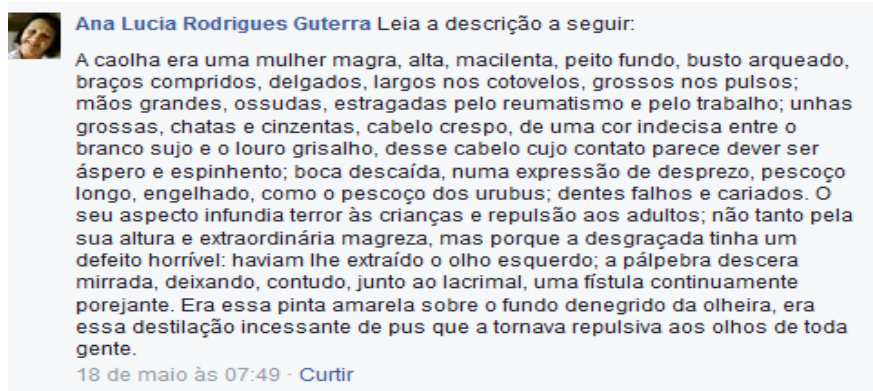 Ana Lucia Rodrigues Guterra Leia a descrição a seguir:
A caolha era uma mulher magra, alta, macilenta, peito fundo, busto arqueado,
braços compridos, delgados, largos nos cotovelos, grossos nos pulsos;
mãos grandes, ossudas, estragadas pelo reumatismo e pelo trabalho; unhas
grossas, chatas e cinzentas, cabelo crespo, de uma cor indecisa entre o
branco sujo e o louro grisalho, desse cabelo cujo contato parece dever ser
áspero e espinhento; boca descaída, numa expressão de desprezo, pescoço
longo, engelhado, como o pescoço dos urubus; dentes falhos e cariados. O
seu aspecto infundia terror às crianças e repulsão aos adultos; não tanto pela
sua altura e extraordinária magreza, mas porque a desgraçada tinha um
defeito horrível: haviam lhe extraído o olho esquerdo; a pálpebra descera
mirrada, deixando, contudo, junto ao lacrimal, uma fístula continuamente
porejante. Era essa pinta amarela sobre o fundo denegrido da olheira, era
essa destilação incessante de pus que a tornava repulsiva aos olhos de toda
gente.
18 de maio às 07:49 · Curtir